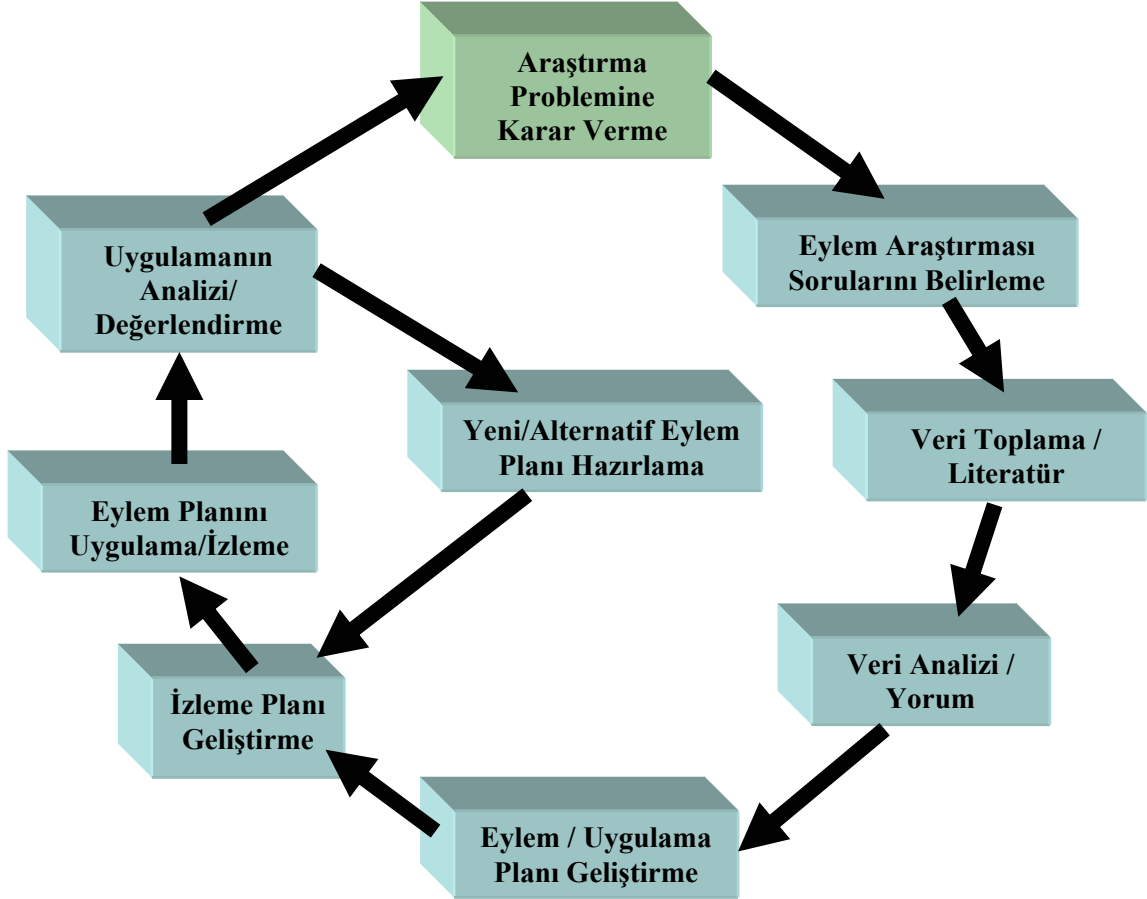 Araştırma
Problemine
Karar Verme
Eylem Araştırması
Sorularını Belirleme
Veri Toplama /
Literatür
Veri Analizi /
Yorum
Eylem / Uygulama
Planı Geliştirme
İzleme Planı
Geliştirme
Eylem Planını
Uygulama/İzleme
Uygulamanın
Analizi/
Değerlendirme
Yeni/Alternatif Eylem
Planı Hazırlama